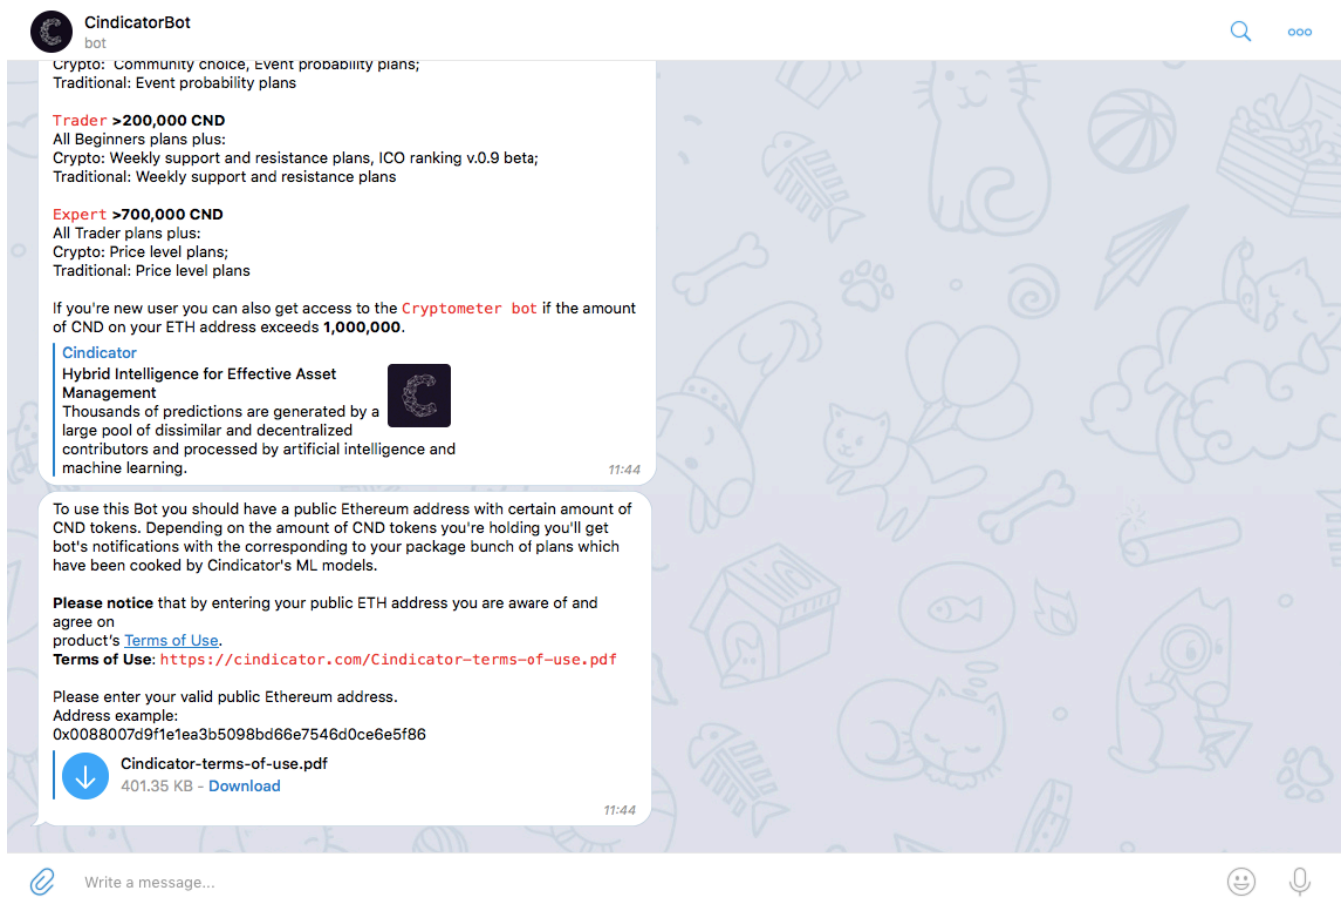 CindicatorBot
bot
Crypto: Community choice, Event probability plans;
Traditional: Event probability plans
Trader >200,000 CND
All Beginners plans plus:
Crypto: Weekly support and resistance plans, ICO ranking v.0.9 beta;
Traditional: Weekly support and resistance plans
Expert >700,000 CND
All Trader plans plus:
Crypto: Price level plans;
Traditional: Price level plans
If you're new user you can also get access to the Cryptometer bot if the amount
of CND on your ETH address exceeds 1,000,000.
Cindicator
Hybrid Intelligence for Effective Asset
Management
Thousands of predictions are generated by a
large pool of dissimilar and decentralized
contributors and processed by artificial intelligence and
machine learning.
11:44
To use this Bot you should have a public Ethereum address with certain amount of
CND tokens. Depending on the amount of CND tokens you're holding you'll get
bot's notifications with the corresponding to your package bunch of plans which
have been cooked by Cindicator's ML models.
Please notice that by entering your public ETH address you are aware of and
agree on
product's Terms of Use.
Terms of Use: https://cindicator.com/Cindicator-terms-of-use.pdf
Please enter your valid public Ethereum address.
Address example:
0x0088007d9f1e1ea3b5098bd66e7546d0ce6e5f86
Cindicator-terms-of-use.pdf
401.35 KB - Download
11:44
Write a message...